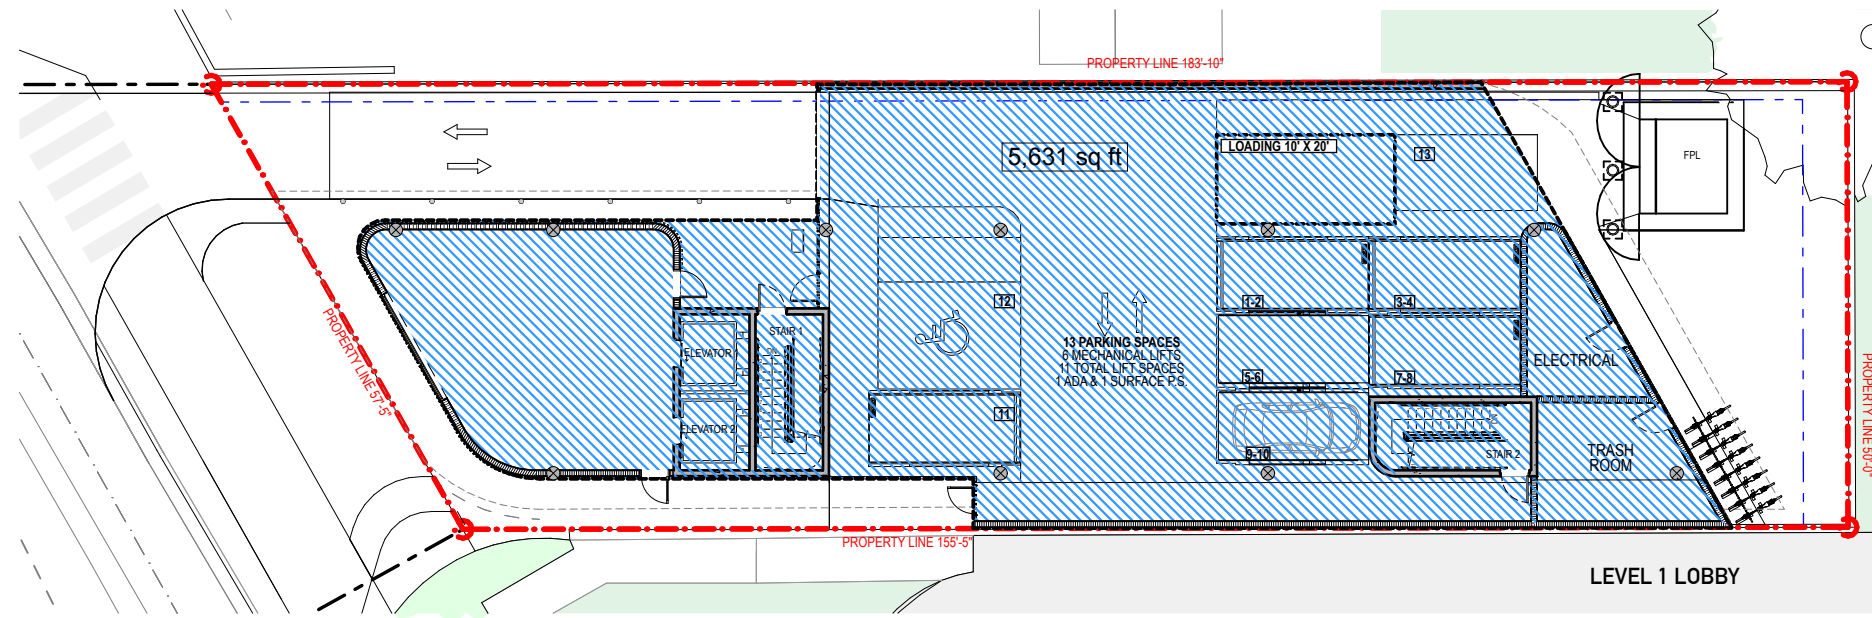 PROPERTY LINE 183'-10"
5,631 sq ft
LOADING 10' X 20'
13
FPL
PROPERTY LINE 57'-5"
12
1-2
3-4
STAIR 1
ELEVATOR
13 PARKING SPACES
6 MECHANICAL LIFTS
11 TOTAL LIFT SPACES
1 ADA & 1 SURFACE P.S.
ELECTRICAL
PROPERTY LINE 50'-0"
5-6
7-8
11
ELEVATOR 2
9-10
STAIR 2
TRASH
ROOM
PROPERTY LINE 155'-5"
LEVEL 1 LOBBY